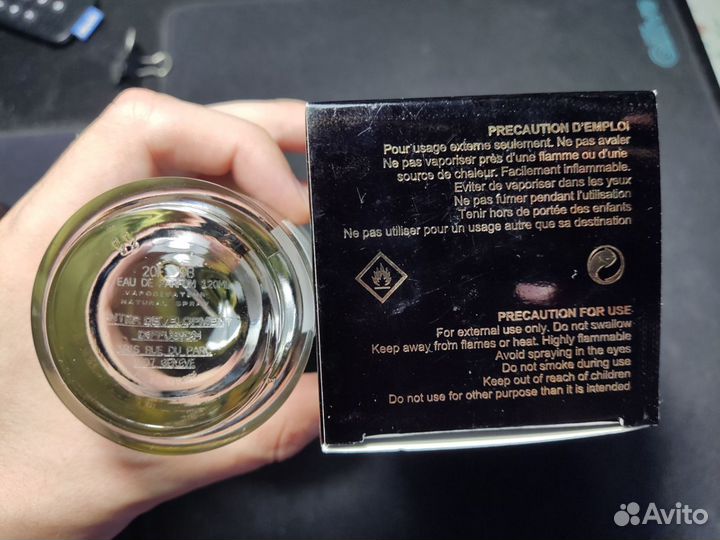 PRECAUTION D'EMPLOI
Pour usage externe seulement. Ne pas avaler
Ne pas vaporiser près d'une flamme ou d'une
source de chaleur. Facilement inflammable.
Eviter de vaporiser dans les yeux
Ne pas fumer pendant l'utilisation
Tenir hors de portée des enfants
Ne pas utiliser pour un usage autre que sa destination
PRECAUTION FOR USE
For external use only. Do not swallow
Keep away from flames or heat. Highly flammable
Avoid spraying in the eyes
Do not smoke during use
Keep out of reach of children
Do not use for other purpose than it is intended
EAU DE PARFUM 120ML
VAPORISATEUR
NATURAL SPRAY
RUE DU PARC
GENEVE
Avito